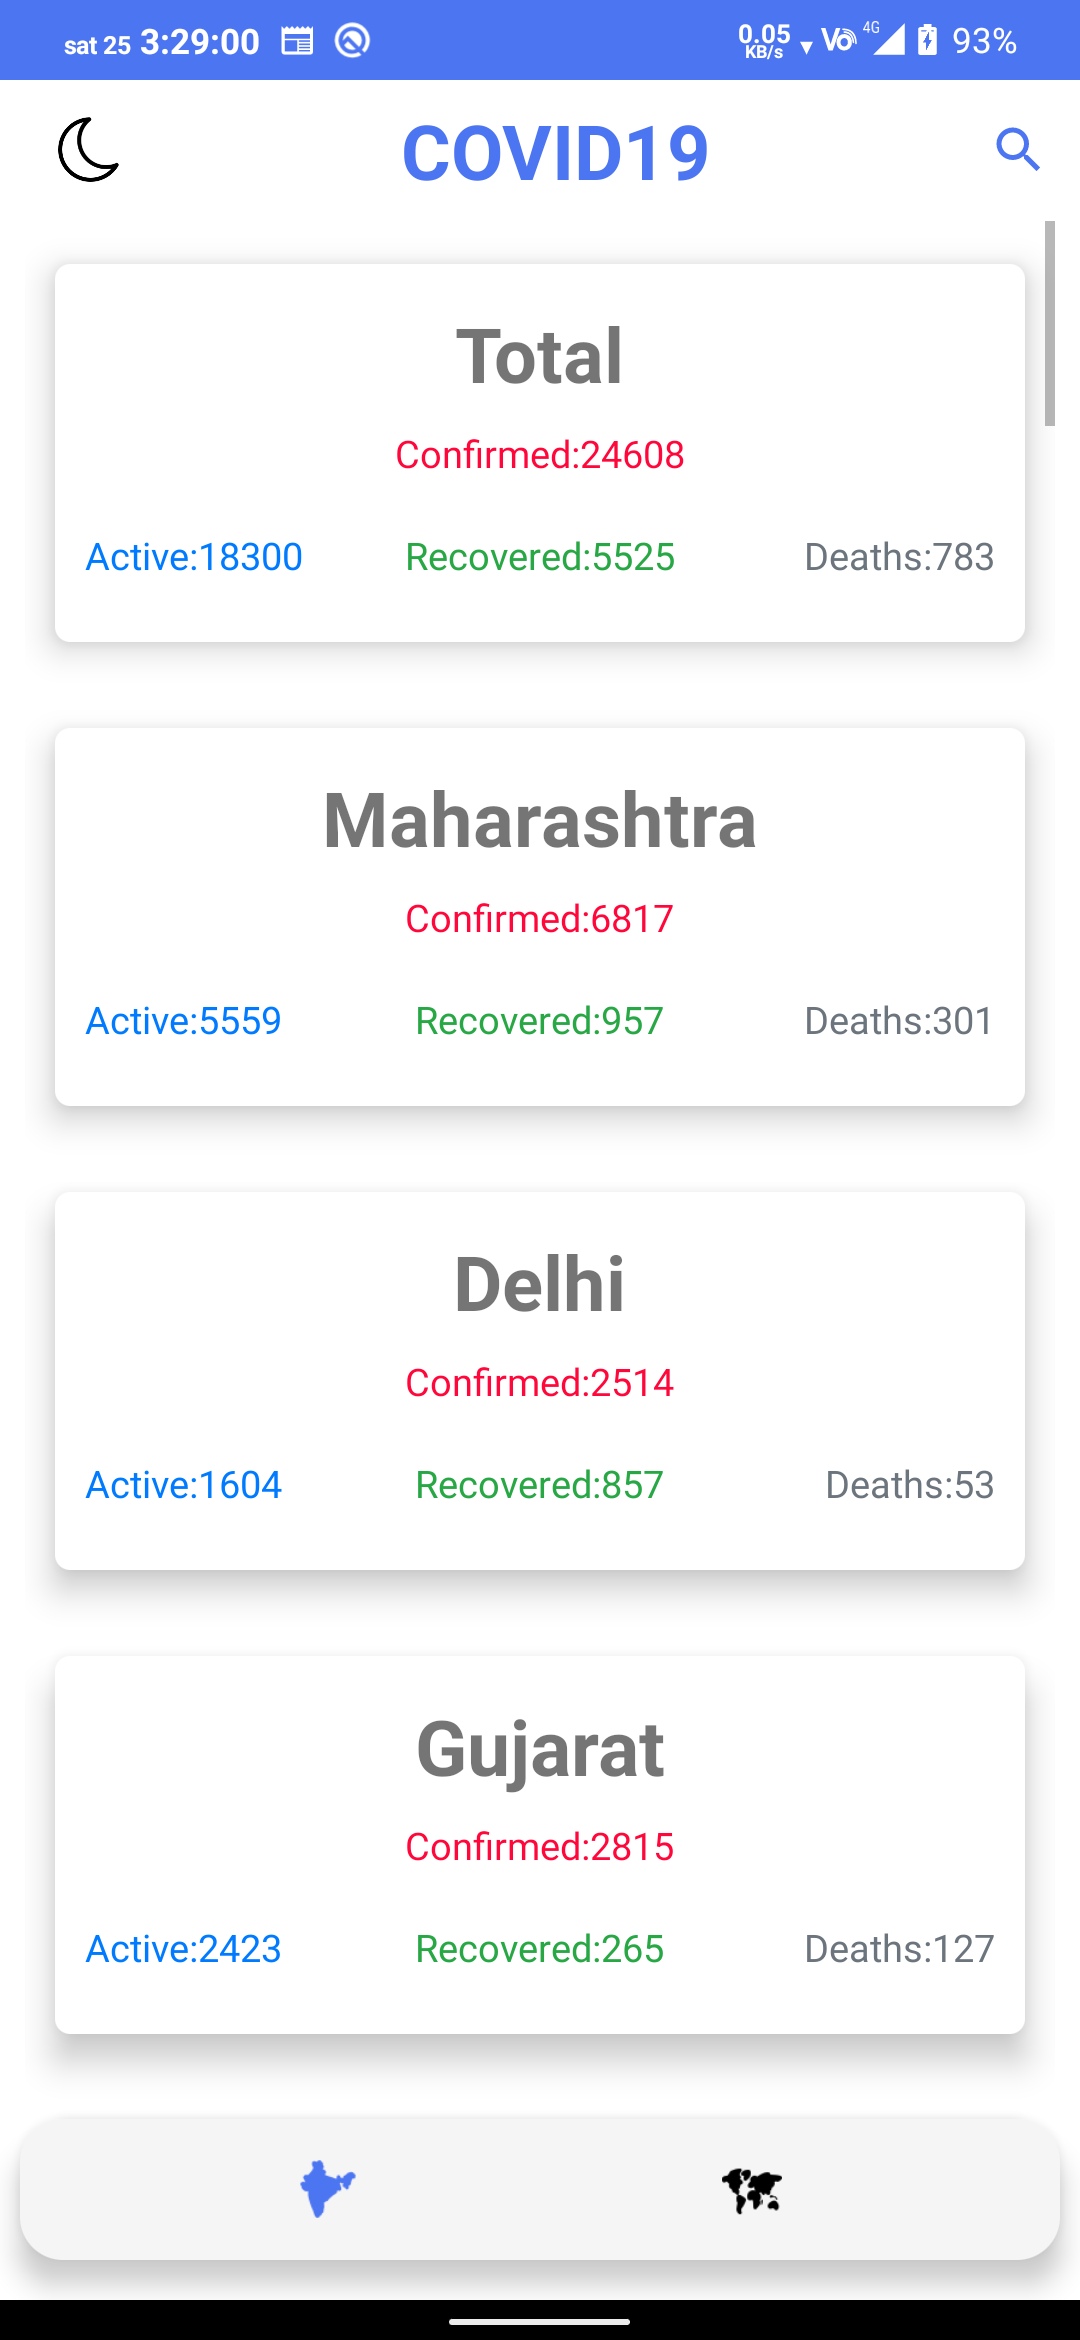 sat 25 3:29:00 0.05 KB/s Vo 4G 93%
COVID19
Total
Confirmed:24608
Active:18300 Recovered:5525 Deaths:783
Maharashtra
Confirmed:6817
Active:5559 Recovered:957 Deaths:301
Delhi
Confirmed:2514
Active:1604 Recovered:857 Deaths:53
Gujarat
Confirmed:2815
Active:2423 Recovered:265 Deaths:127